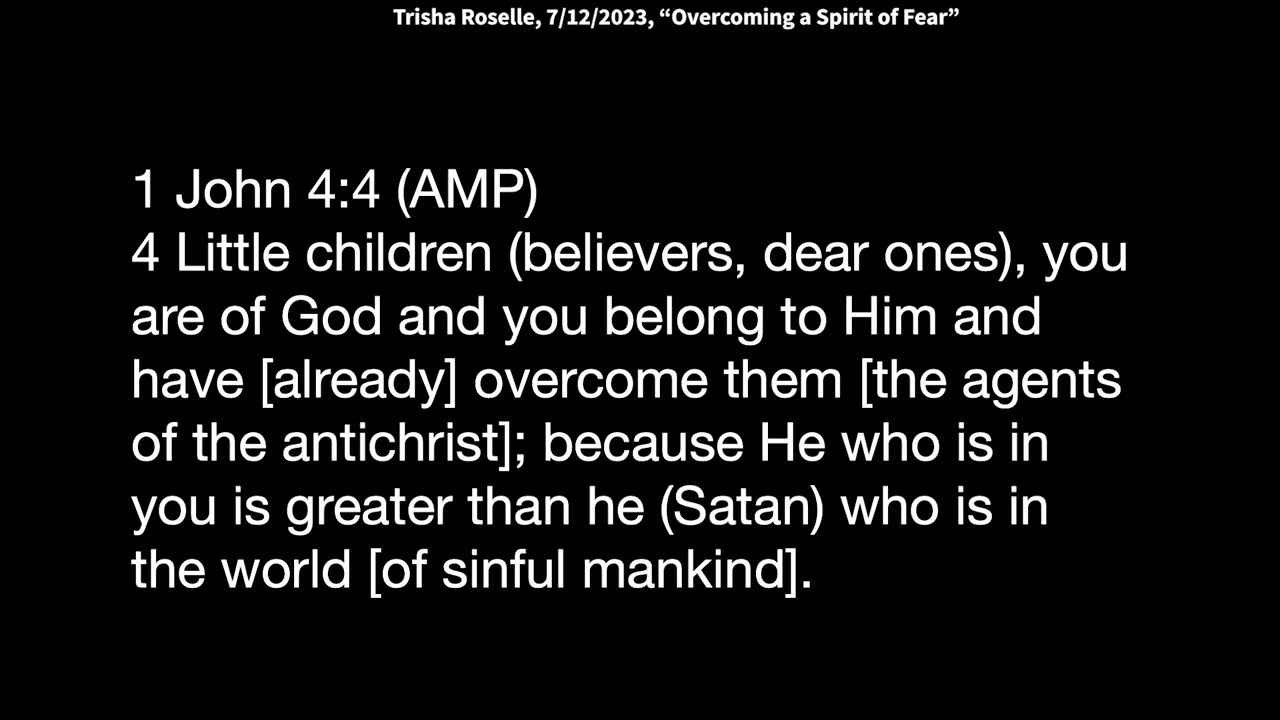 Trisha Roselle, 7/12/2023, “Overcoming a Spirit of Fear”
1 John 4:4 (AMP)
4 Little children (believers, dear ones), you
are of God and you belong to Him and
have [already] overcome them [the agents
of the antichrist]; because He who is in
you is greater than he (Satan) who is in
the world [of sinful mankind].